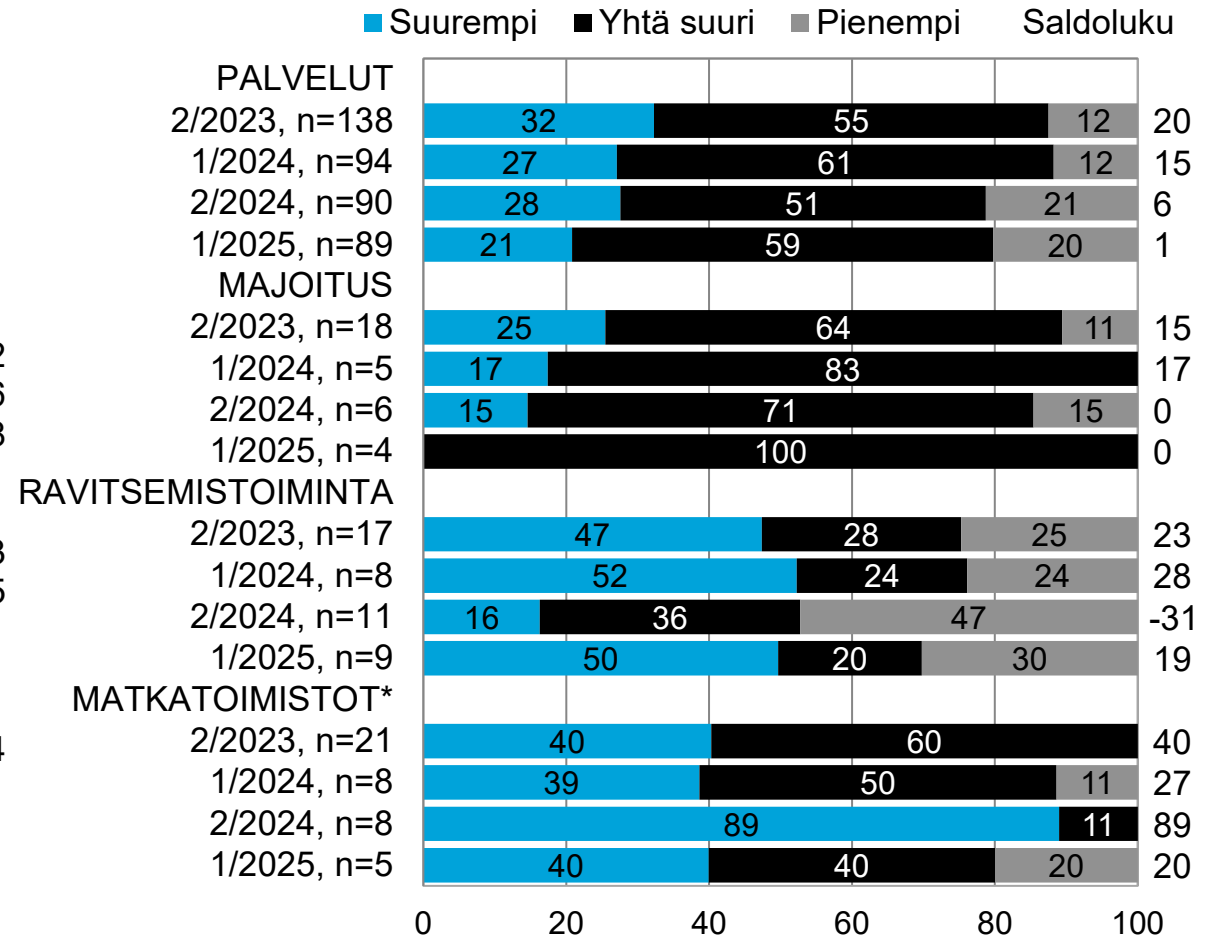 Suurempi Yhtä suuri Pienempi Saldoluku
PALVELUT
2/2023, n=138 32 55 12 20
1/2024, n=94 27 61 12 15
2/2024, n=90 28 51 21 6
1/2025, n=89 21 59 20 1
MAJOITUS
2/2023, n=18 25 64 11 15
1/2024, n=5 17 83 17
2/2024, n=6 15 71 15 0
1/2025, n=4 100 0
RAVITSEMISTOIMINTA
2/2023, n=17 47 28 25 23
1/2024, n=8 52 24 24 28
2/2024, n=11 16 36 47 -31
1/2025, n=9 50 20 30 19
MATKATOIMISTOT*
2/2023, n=21 40 60 40
1/2024, n=8 39 50 11 27
2/2024, n=8 89 11 89
1/2025, n=5 40 40 20 20
0 20 40 60 80 100